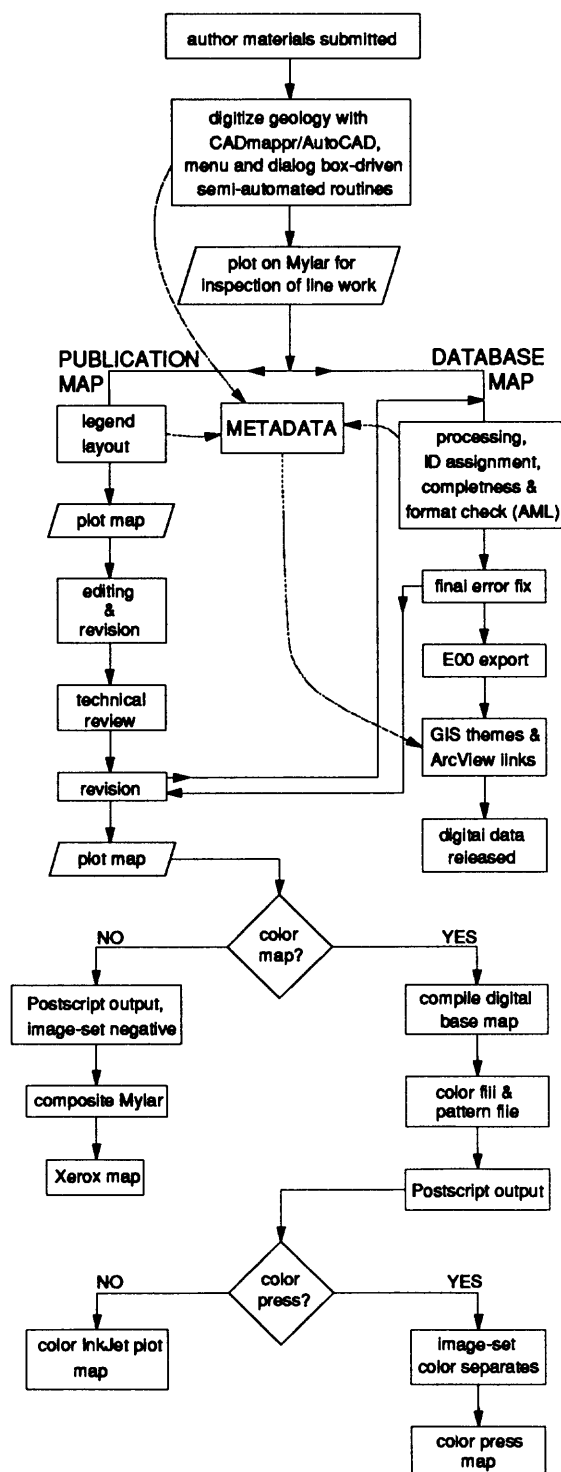 author materials submitted
digitize geology with
CADmappr/AutoCAD,
menu and dialog box-driven
semi-automated routines
plot on Mylar for
inspection of line work
PUBLICATION
MAP
DATABASE
MAP
legend
layout
METADATA
processing,
ID assignment,
completness &
format check (AML)
plot map
final error fix
editing
&
revision
E00 export
technical
review
GIS themes &
ArcView links
revision
digital data
released
plot map
color
map?
NO
YES
Postscript output,
image-set negative
compile digital
base map
composite Mylar
color fill &
pattern file
Xerox map
Postscript output
color
press?
NO
YES
color InkJet plot
map
image-set
color separates
color press
map